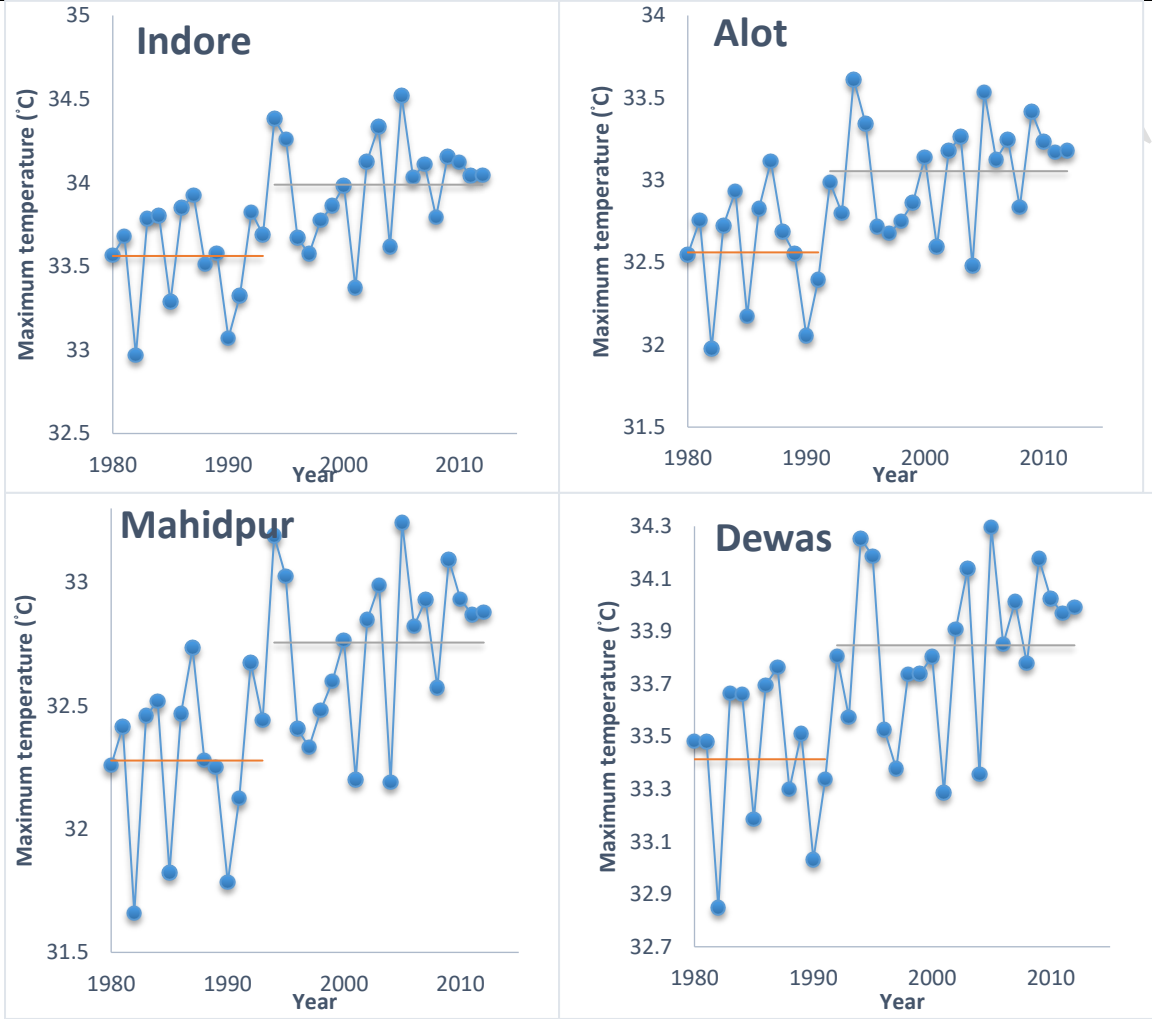 Indore
Maximum temperature (˚C)
35
34.5
34
33.5
33
32.5
1980 1990 2000 2010
Year
Alot
Maximum temperature (˚C)
34
33.5
33
32.5
32
31.5
1980 1990 2000 2010
Year
Mahidpur
Maximum temperature (˚C)
33
32.5
32
31.5
1980 1990 2000 2010
Year
Dewas
Maximum temperature (˚C)
34.3
34.1
33.9
33.7
33.5
33.3
33.1
32.9
32.7
1980 1990 2000 2010
Year